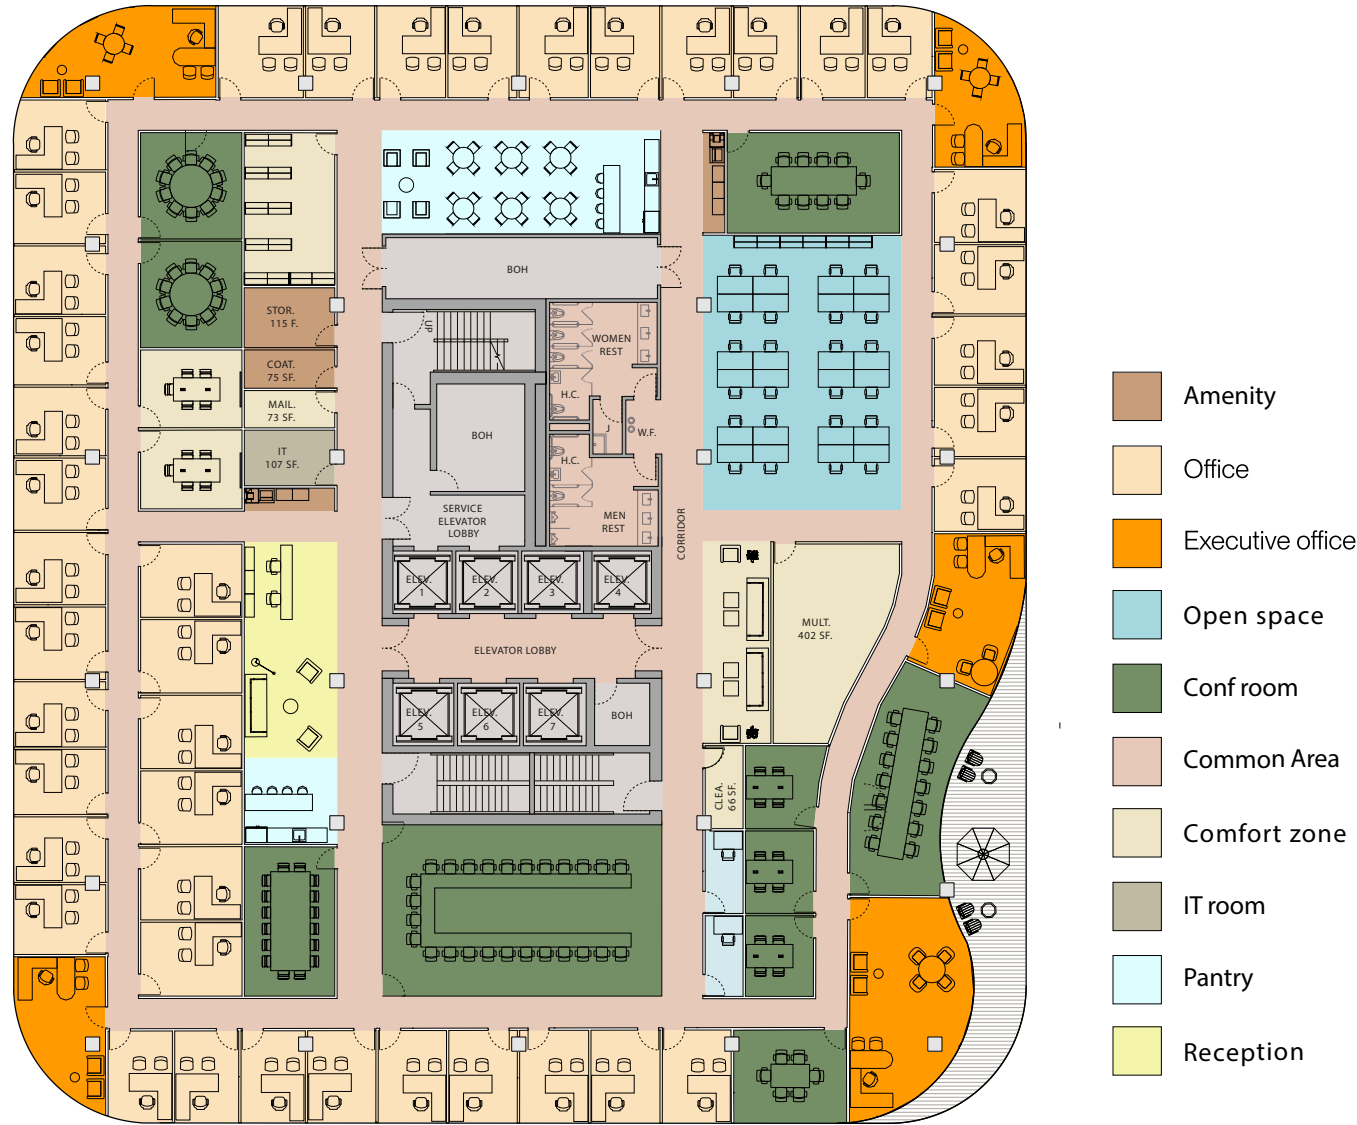 BOH
STOR.
115 F.
COAT.
75 SF.
MAIL.
73 SF.
IT
107 SF.
UP
WOMEN
REST
H.C.
J
W.F.
BOH
H.C.
SERVICE
ELEVATOR
LOBBY
MEN
REST
CORRIDOR
ELEV.
1
ELEV.
2
ELEV.
3
ELEV.
4
ELEVATOR LOBBY
MULT.
402 SF.
ELEV.
5
ELEV.
6
ELEV.
7
BOH
CLEA.
66 SF.
Amenity
Office
Executive office
Open space
Conf room
Common Area
Comfort zone
IT room
Pantry
Reception